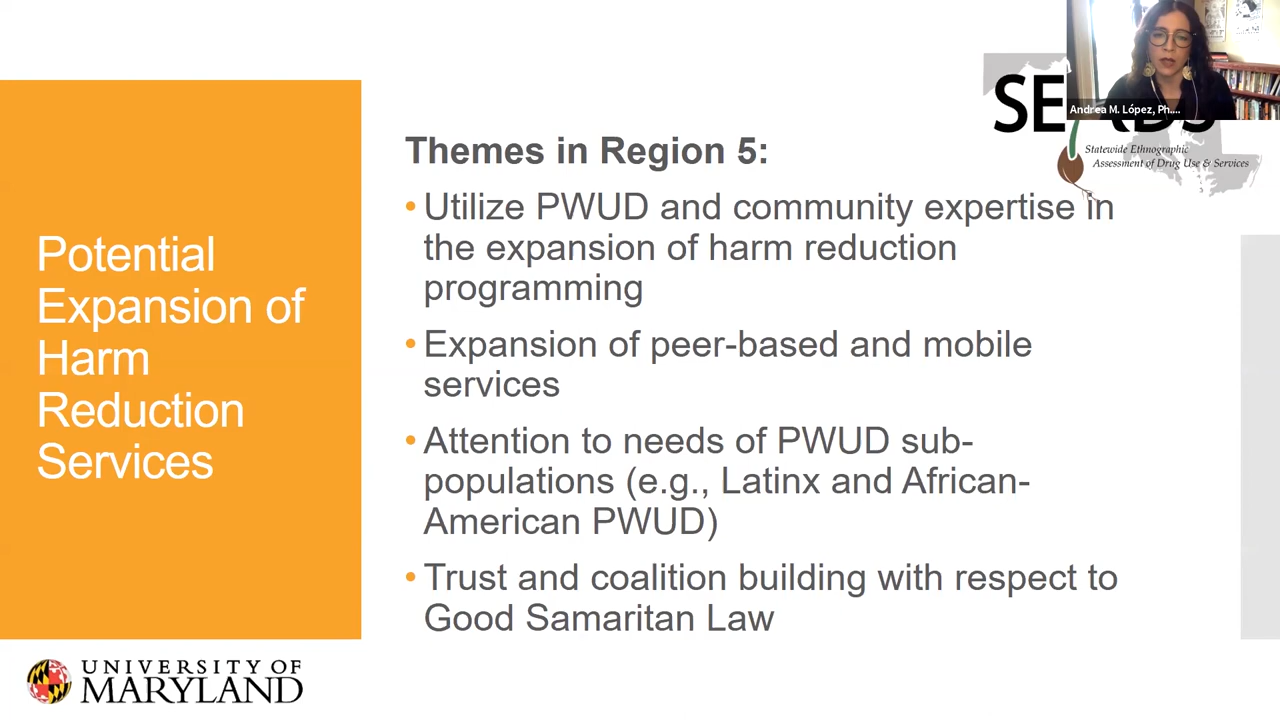 Andrea M. López, Ph....
SE
Statewide Ethnographic
Assessment of Drug Use & Services
Themes in Region 5:
• Utilize PWUD and community expertise in
the expansion of harm reduction
programming
• Expansion of peer-based and mobile
services
• Attention to needs of PWUD sub-
populations (e.g., Latinx and African-
American PWUD)
• Trust and coalition building with respect to
Good Samaritan Law
Potential
Expansion of
Harm
Reduction
Services
UNIVERSITY OF
MARYLAND